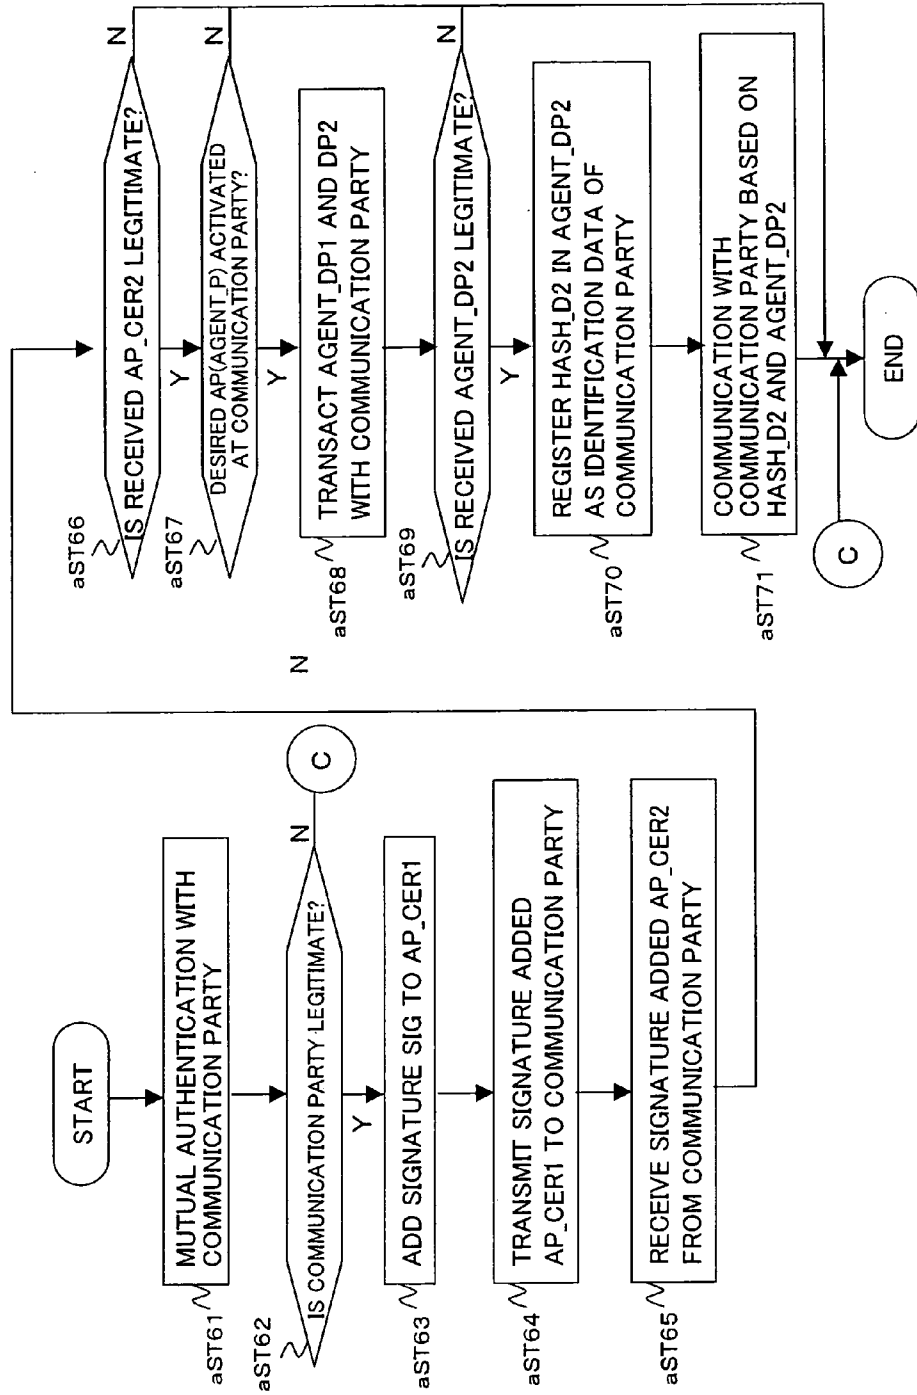 START
aST61
MUTUAL AUTHENTICATION WITH
COMMUNICATION PARTY
aST62
IS COMMUNICATION PARTY LEGITIMATE?
N
C
Y
aST63
ADD SIGNATURE SIG TO AP_CER1
aST64
TRANSMIT SIGNATURE ADDED
AP_CER1 TO COMMUNICATION PARTY
aST65
RECEIVE SIGNATURE ADDED AP_CER2
FROM COMMUNICATION PARTY
N
aST66
IS RECEIVED AP_CER2 LEGITIMATE?
N
Y
aST67
DESIRED AP(AGENT_P) ACTIVATED
AT COMMUNICATION PARTY?
N
Y
aST68
TRANSACT AGENT_DP1 AND DP2
WITH COMMUNICATION PARTY
aST69
IS RECEIVED AGENT_DP2 LEGITIMATE?
N
Y
aST70
REGISTER HASH_D2 IN AGENT_DP2
AS IDENTIFICATION DATA OF
COMMUNICATION PARTY
aST71
COMMUNICATION WITH
COMMUNICATION PARTY BASED ON
HASH_D2 AND AGENT_DP2
C
END